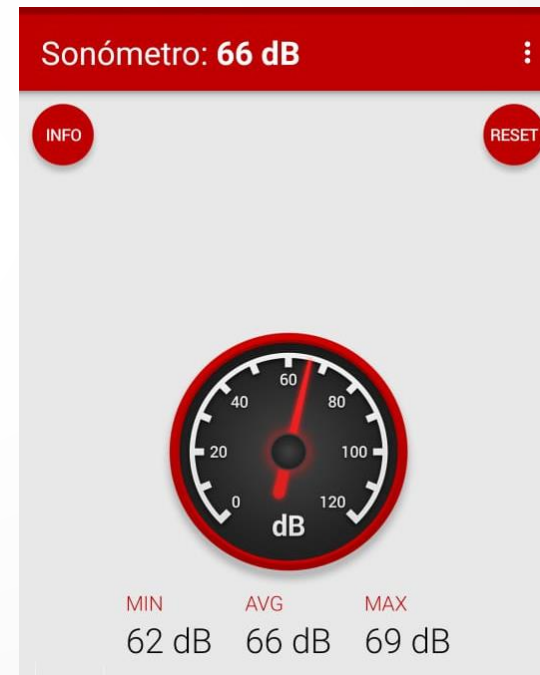 Sonómetro: 66 dB
INFO
RESET
60
40
80
20
100
0
120
dB
MIN
AVG
MAX
62 dB
66 dB
69 dB